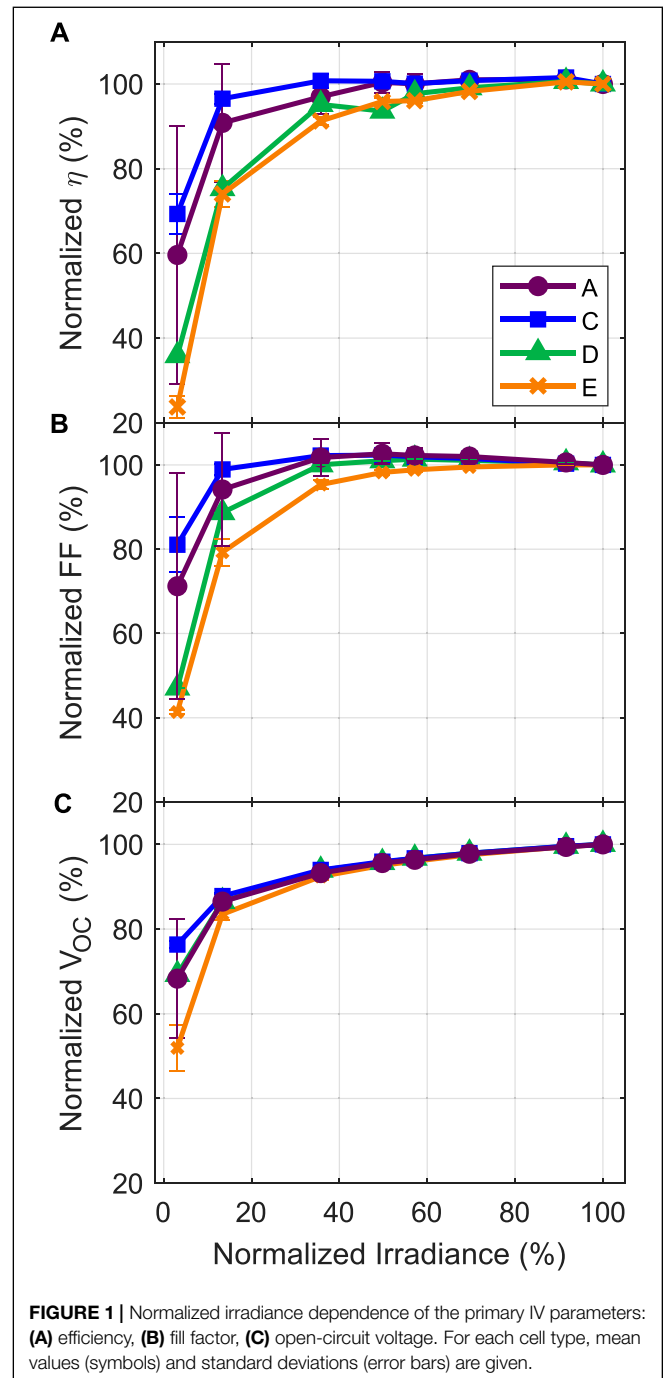 A
Normalized η (%)
100
80
60
40
20
A
C
D
E
B
Normalized FF (%)
100
80
60
40
20
C
Normalized VOC (%)
100
80
60
40
20
0 20 40 60 80 100
Normalized Irradiance (%)
FIGURE 1 | Normalized irradiance dependence of the primary IV parameters:
(A) efficiency, (B) fill factor, (C) open-circuit voltage. For each cell type, mean
values (symbols) and standard deviations (error bars) are given.